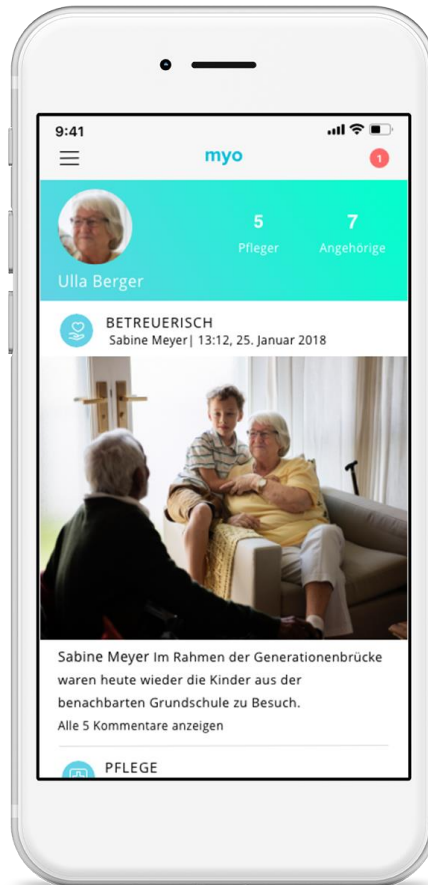 9:41
myo
1
5 7
Pfleger Angehörige
Ulla Berger
BETREUERISCH
Sabine Meyer| 13:12, 25. Januar 2018
Sabine Meyer Im Rahmen der Generationenbrücke
waren heute wieder die Kinder aus der
benachbarten Grundschule zu Besuch.
Alle 5 Kommentare anzeigen
PFLEGE